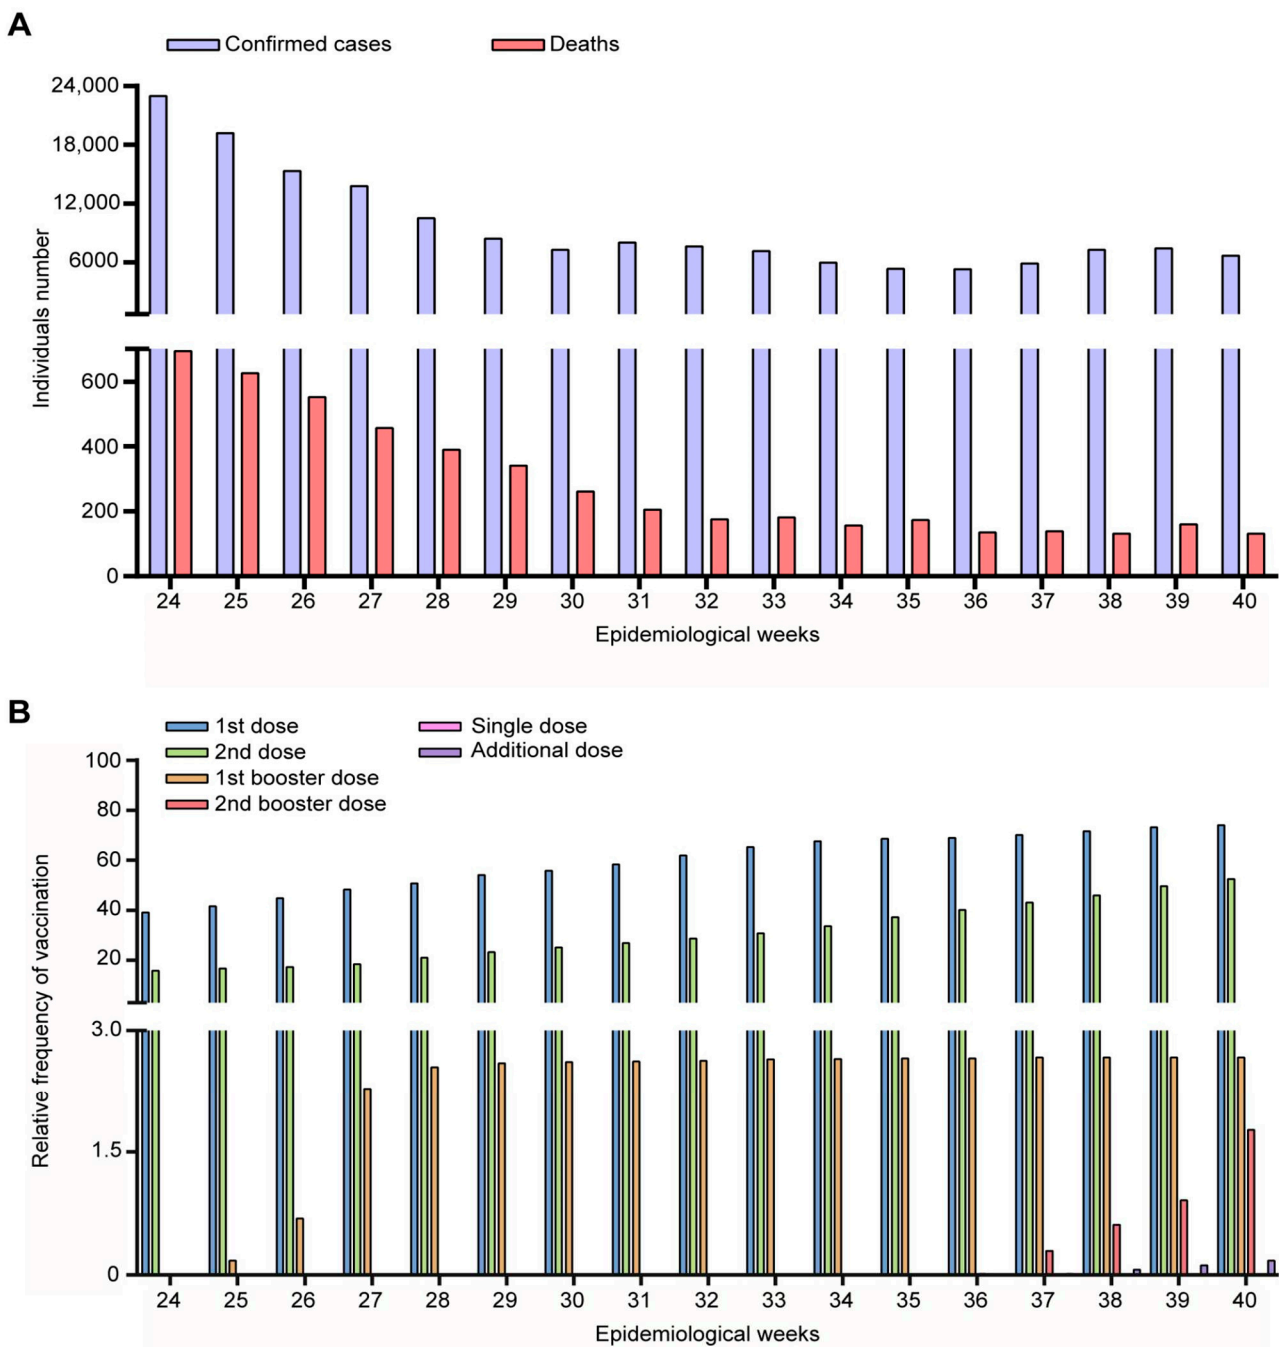 A
Confirmed cases Deaths
24,000
18,000
12,000
6000
600
400
200
0
Individuals number
24 25 26 27 28 29 30 31 32 33 34 35 36 37 38 39 40
Epidemiological weeks
B
1st dose Single dose
2nd dose Additional dose
1st booster dose
2nd booster dose
100
80
60
40
20
3.0
1.5
0
Relative frequency of vaccination
24 25 26 27 28 29 30 31 32 33 34 35 36 37 38 39 40
Epidemiological weeks